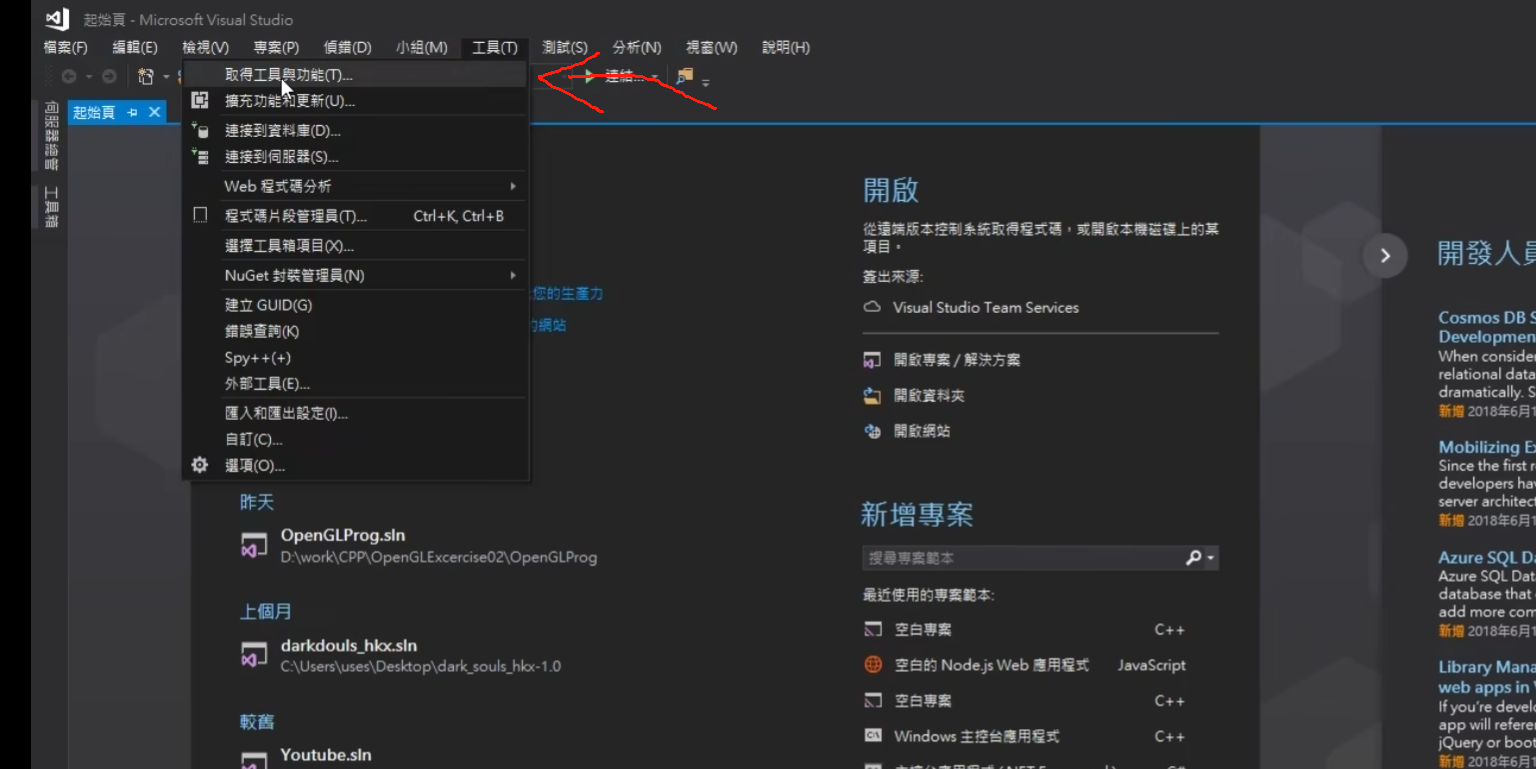 起始頁 - Microsoft Visual Studio
檔案(F) 編輯(E) 檢視(V) 專案(P) 偵錯(D) 小組(M) 工具(T) 測試(S) 分析(N) 視窗(W) 說明(H)
連結...
伺服器總管
工具箱
起始頁
取得工具與功能(T)...
擴充功能和更新(U)...
連接到資料庫(D)...
連接到伺服器(S)...
Web 程式碼分析
程式碼片段管理員(T)... Ctrl+K, Ctrl+B
選擇工具箱項目(X)...
NuGet 封裝管理員(N)
建立 GUID(G)
錯誤查詢(K)
Spy++(+)
外部工具(E)...
匯入和匯出設定(I)...
自訂(C)...
選項(O)...
您的生產力
的網站
昨天
OpenGLProg.sln
D:\work\CPP\OpenGLExcercise02\OpenGLProg
上個月
darkdouls_hkx.sln
C:\Users\uses\Desktop\dark_souls_hkx-1.0
較舊
Youtube.sln
開啟
從遠端版本控制系統取得程式碼，或開啟本機磁碟上的某
項目。
簽出來源:
Visual Studio Team Services
開啟專案 / 解決方案
開啟資料夾
開啟網站
新增專案
搜尋專案範本
最近使用的專案範本:
空白專案 C++
空白的 Node.js Web 應用程式 JavaScript
空白專案 C++
Windows 主控台應用程式 C++
開發人員
Cosmos DB S
Developmen
When consider
relational data
dramatically. S
新增 2018年6月1
Mobilizing Ex
Since the first r
developers hav
server architect
新增 2018年6月1
Azure SQL Da
Azure SQL Dat
database that
add more com
新增 2018年6月1
Library Mana
web apps in V
If you're develo
app will refere
jQuery or boot
新增 2018年6月1